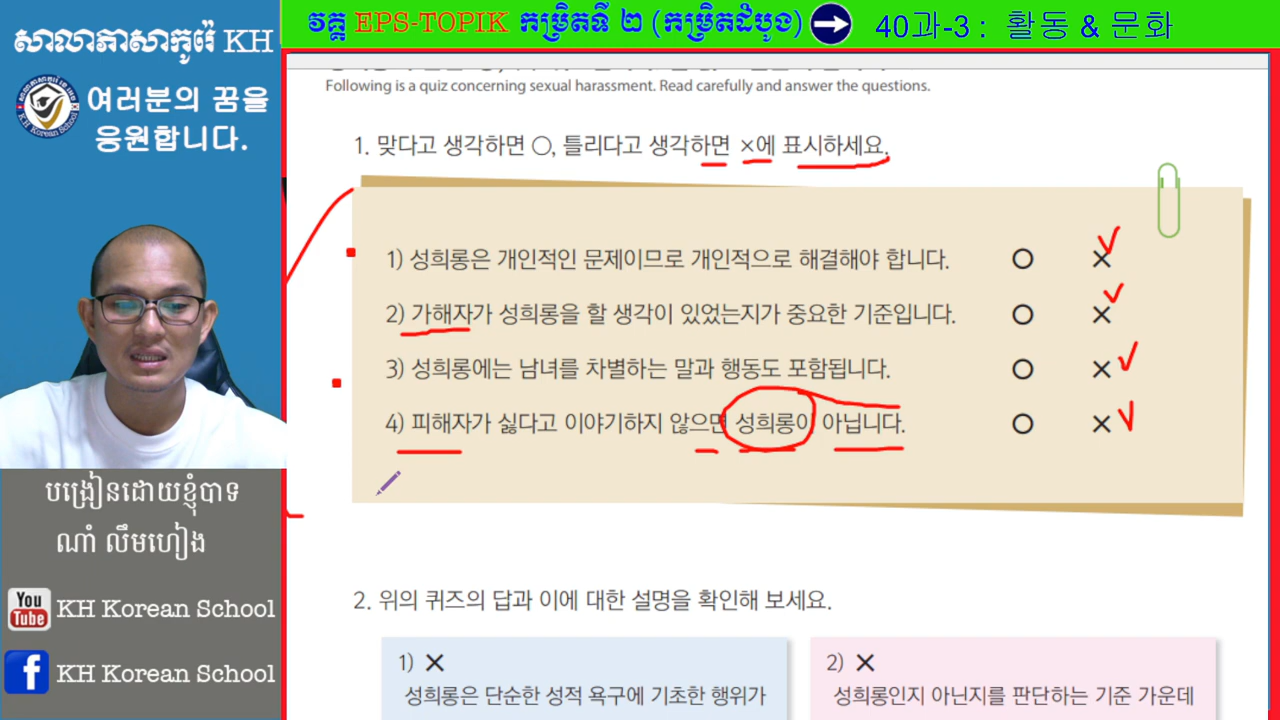 សាលាភាសាកូរ៉េ KH
여러분의 꿈을
응원합니다.
KH Korean School
បង្រៀនដោយខ្ញុំបាទ
ណាំ លឹមហៀង
You Tube KH Korean School
f KH Korean School
វគ្គ EPS-TOPIK កម្រិតទី ២ (កម្រិតដំបូង) 40과-3 : 활동 & 문화
Following is a quiz concerning sexual harassment. Read carefully and answer the questions.
1. 맞다고 생각하면 ○, 틀리다고 생각하면 ×에 표시하세요.
1) 성희롱은 개인적인 문제이므로 개인적으로 해결해야 합니다. ○ ×
2) 가해자가 성희롱을 할 생각이 있었는지가 중요한 기준입니다. ○ ×
3) 성희롱에는 남녀를 차별하는 말과 행동도 포함됩니다. ○ ×
4) 피해자가 싫다고 이야기하지 않으면 성희롱이 아닙니다. ○ ×
2. 위의 퀴즈의 답과 이에 대한 설명을 확인해 보세요.
1) ×
성희롱은 단순한 성적 욕구에 기초한 행위가
2) ×
성희롱인지 아닌지를 판단하는 기준 가운데